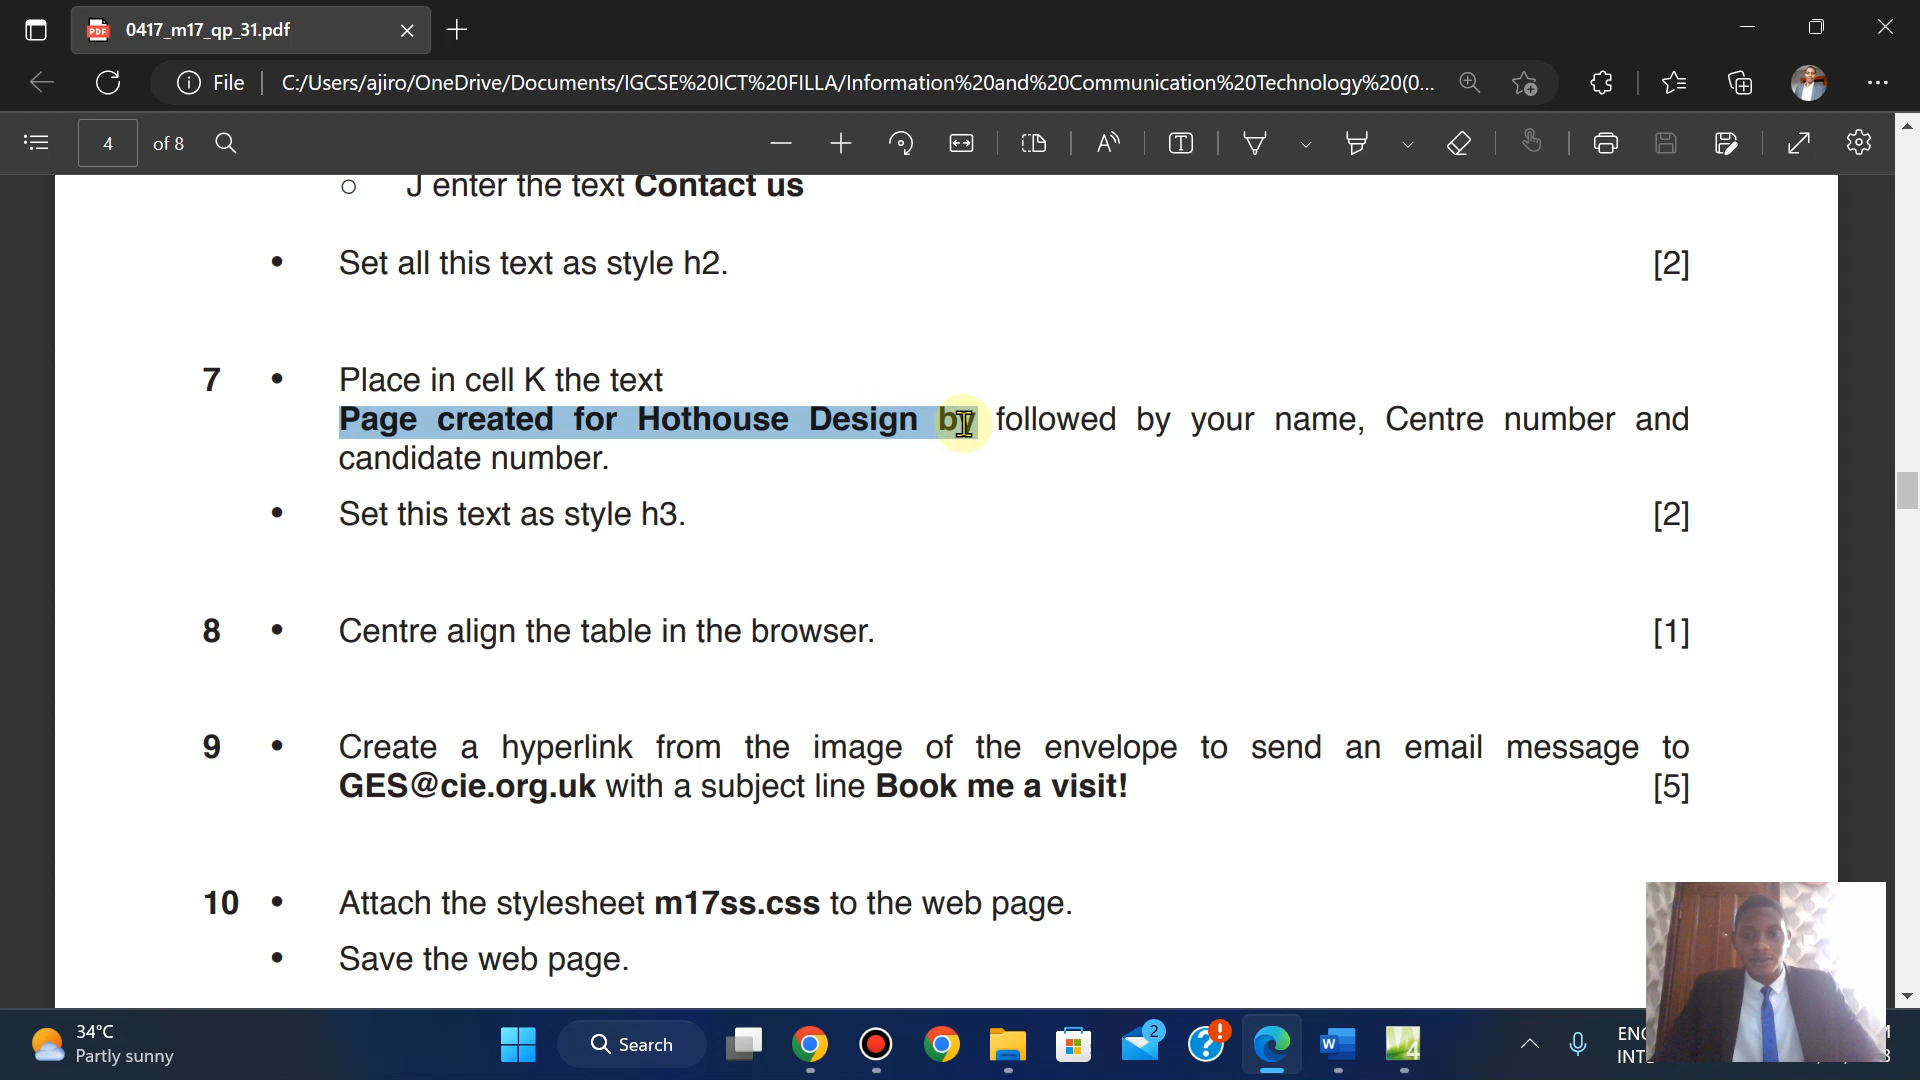 0417_m17_qp_31.pdf
File
C:/Users/ajiro/OneDrive/Documents/IGCSE%20ICT%20FILLA/Information%20and%20Communication%20Technology%20(0...
4 of 8
○ J enter the text Contact us
• Set all this text as style h2. [2]
7 • Place in cell K the text
Page created for Hothouse Design by followed by your name, Centre number and
candidate number.
• Set this text as style h3. [2]
8 • Centre align the table in the browser. [1]
9 • Create a hyperlink from the image of the envelope to send an email message to
GES@cie.org.uk with a subject line Book me a visit! [5]
10 • Attach the stylesheet m17ss.css to the web page.
• Save the web page.
34°C
Partly sunny
Search
2